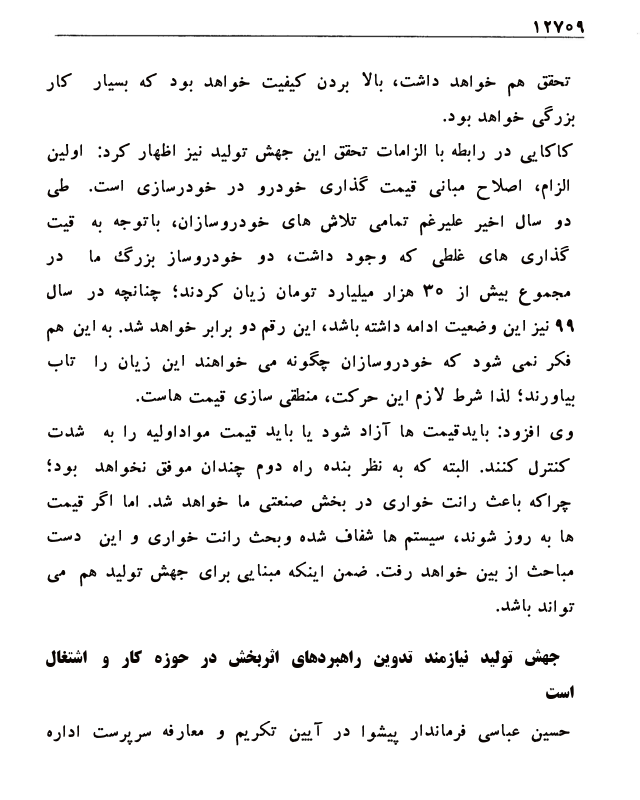 ۱۲۷۰۹
تحقق هم خواهد داشت، بالا بردن کیفیت خواهد بود که بسیار کار
بزرگی خواهد بود.
کاکایی در رابطه با الزامات تحقق این جهش تولید نیز اظهار کرد: اولین
الزام، اصلاح مبانی قیمت گذاری خودرو در خودرسازی است. طی
دو سال اخیر علیرغم تمامی تلاش های خودروسازان، باتوجه به قیت
گذاری های غلطی که وجود داشت، دو خودروساز بزرگ ما در
مجموع بیش از ۳۰ هزار میلیارد تومان زیان کردند؛ چنانچه در سال
۹۹ نیز این وضعیت ادامه داشته باشد، این رقم دو برابر خواهد شد. به این هم
فکر نمی شود که خودروسازان چگونه می خواهند این زیان را تاب
بیاورند؛ لذا شرط لازم این حرکت، منطقی سازی قیمت هاست.
وی افزود: بایدقیمت ها آزاد شود یا باید قیمت مواداولیه را به شدت
کنترل کنند. البته که به نظر بنده راه دوم چندان موفق نخواهد بود؛
چراکه باعث رانت خواری در بخش صنعتی ما خواهد شد. اما اگر قیمت
ها به روز شوند، سیستم ها شفاف شده وبحث رانت خواری و این دست
مباحث از بین خواهد رفت. ضمن اینکه مبنایی برای جهش تولید هم می
تواند باشد.
جهش تولید نیازمند تدوین راهبردهای اثربخش در حوزه کار و اشتغال
است
حسین عباسی فرماندار پیشوا در آیین تکریم و معارفه سرپرست اداره